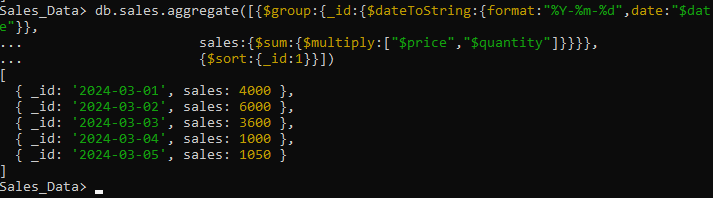 Sales_Data> db.sales.aggregate([{$group:{_id:{$dateToString:{format:"%Y-%m-%d",date:"$dat
e"}},
...             sales:{$sum:{$multiply:["$price","$quantity"]}}}},
...             {$sort:{_id:1}}])
[
  { _id: '2024-03-01', sales: 4000 },
  { _id: '2024-03-02', sales: 6000 },
  { _id: '2024-03-03', sales: 3600 },
  { _id: '2024-03-04', sales: 1000 },
  { _id: '2024-03-05', sales: 1050 }
]
Sales_Data> _